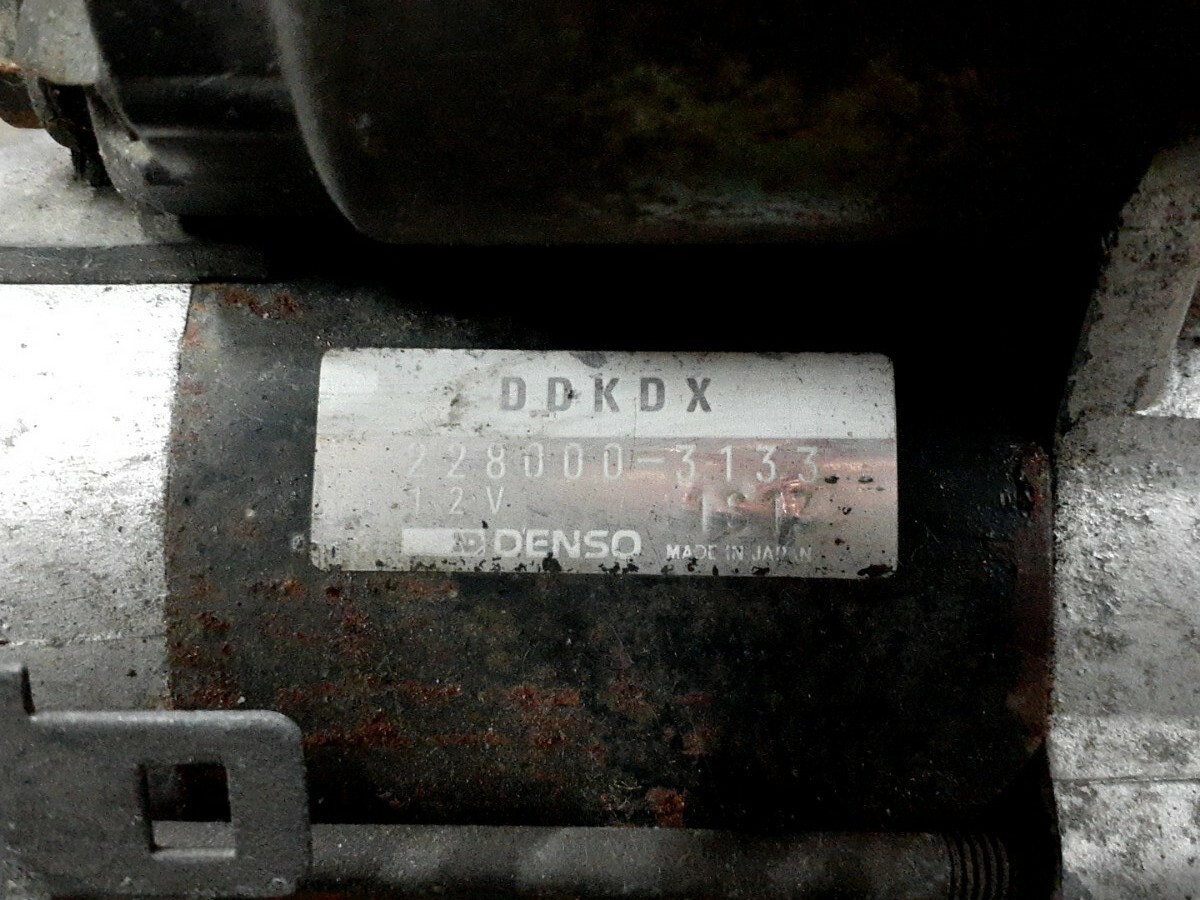 DDKDX
228000-3133
12V
DENSO MADE IN JAPAN